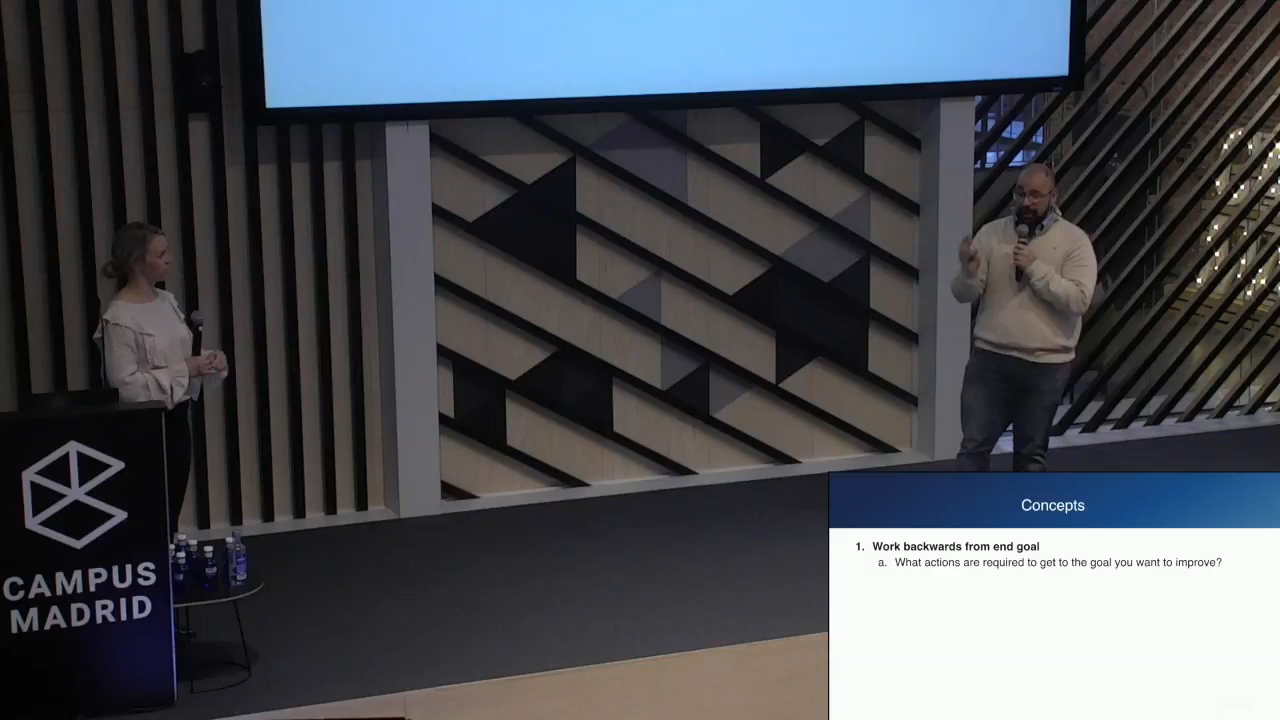 CAMPUS
MADRID
Concepts
1. Work backwards from end goal
a. What actions are required to get to the goal you want to improve?